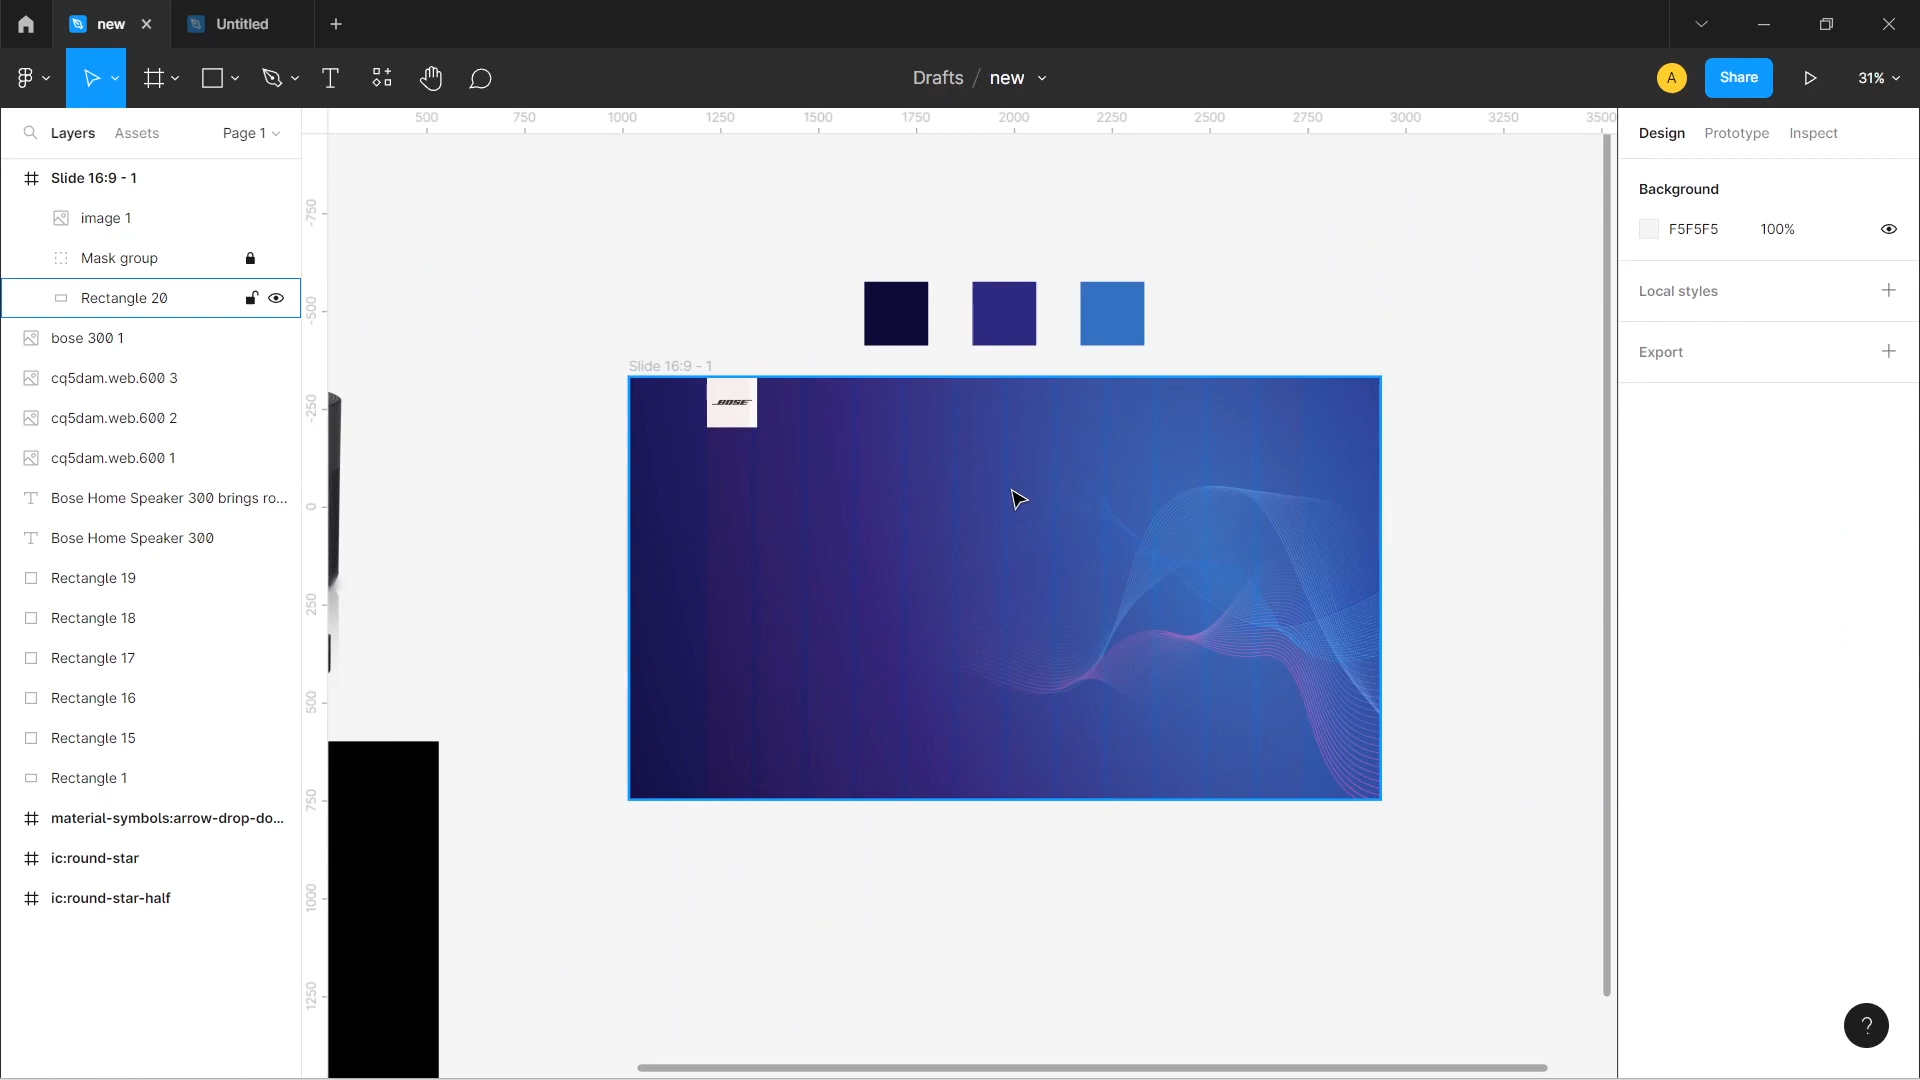 new
Untitled
Drafts / new
A
Share
31%
Layers
Assets
Page 1
500 750 1000 1250 1500 1750 2000 2250 2500 2750 3000 3250 3500
Design
Prototype
Inspect
Slide 16:9 - 1
image 1
Mask group
Rectangle 20
bose 300 1
cq5dam.web.600 3
cq5dam.web.600 2
cq5dam.web.600 1
Bose Home Speaker 300 brings ro...
Bose Home Speaker 300
Rectangle 19
Rectangle 18
Rectangle 17
Rectangle 16
Rectangle 15
Rectangle 1
material-symbols:arrow-drop-do...
ic:round-star
ic:round-star-half
-750
-500
-250
0
250
500
750
1000
1250
Slide 16:9 - 1
BOSE
Background
F5F5F5 100%
Local styles
Export
?